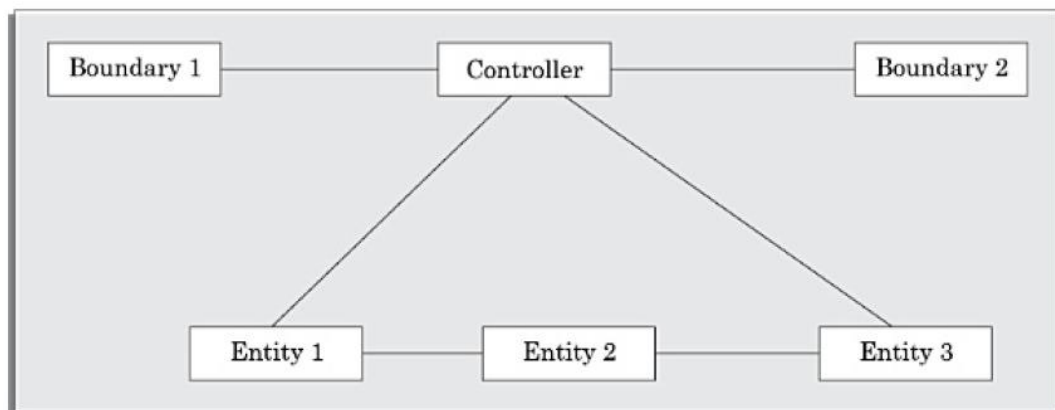 Boundary 1
Controller
Boundary 2
Entity 1
Entity 2
Entity 3